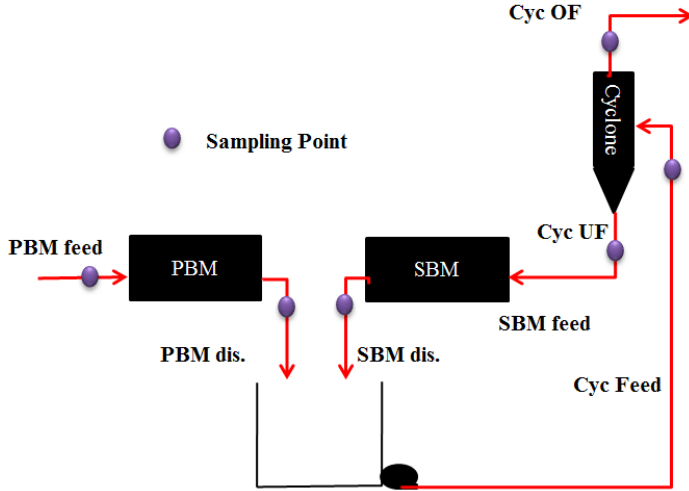 Cyc OF
Cyclone
Sampling Point
Cyc UF
PBM feed
PBM
SBM
SBM feed
PBM dis.
SBM dis.
Cyc Feed